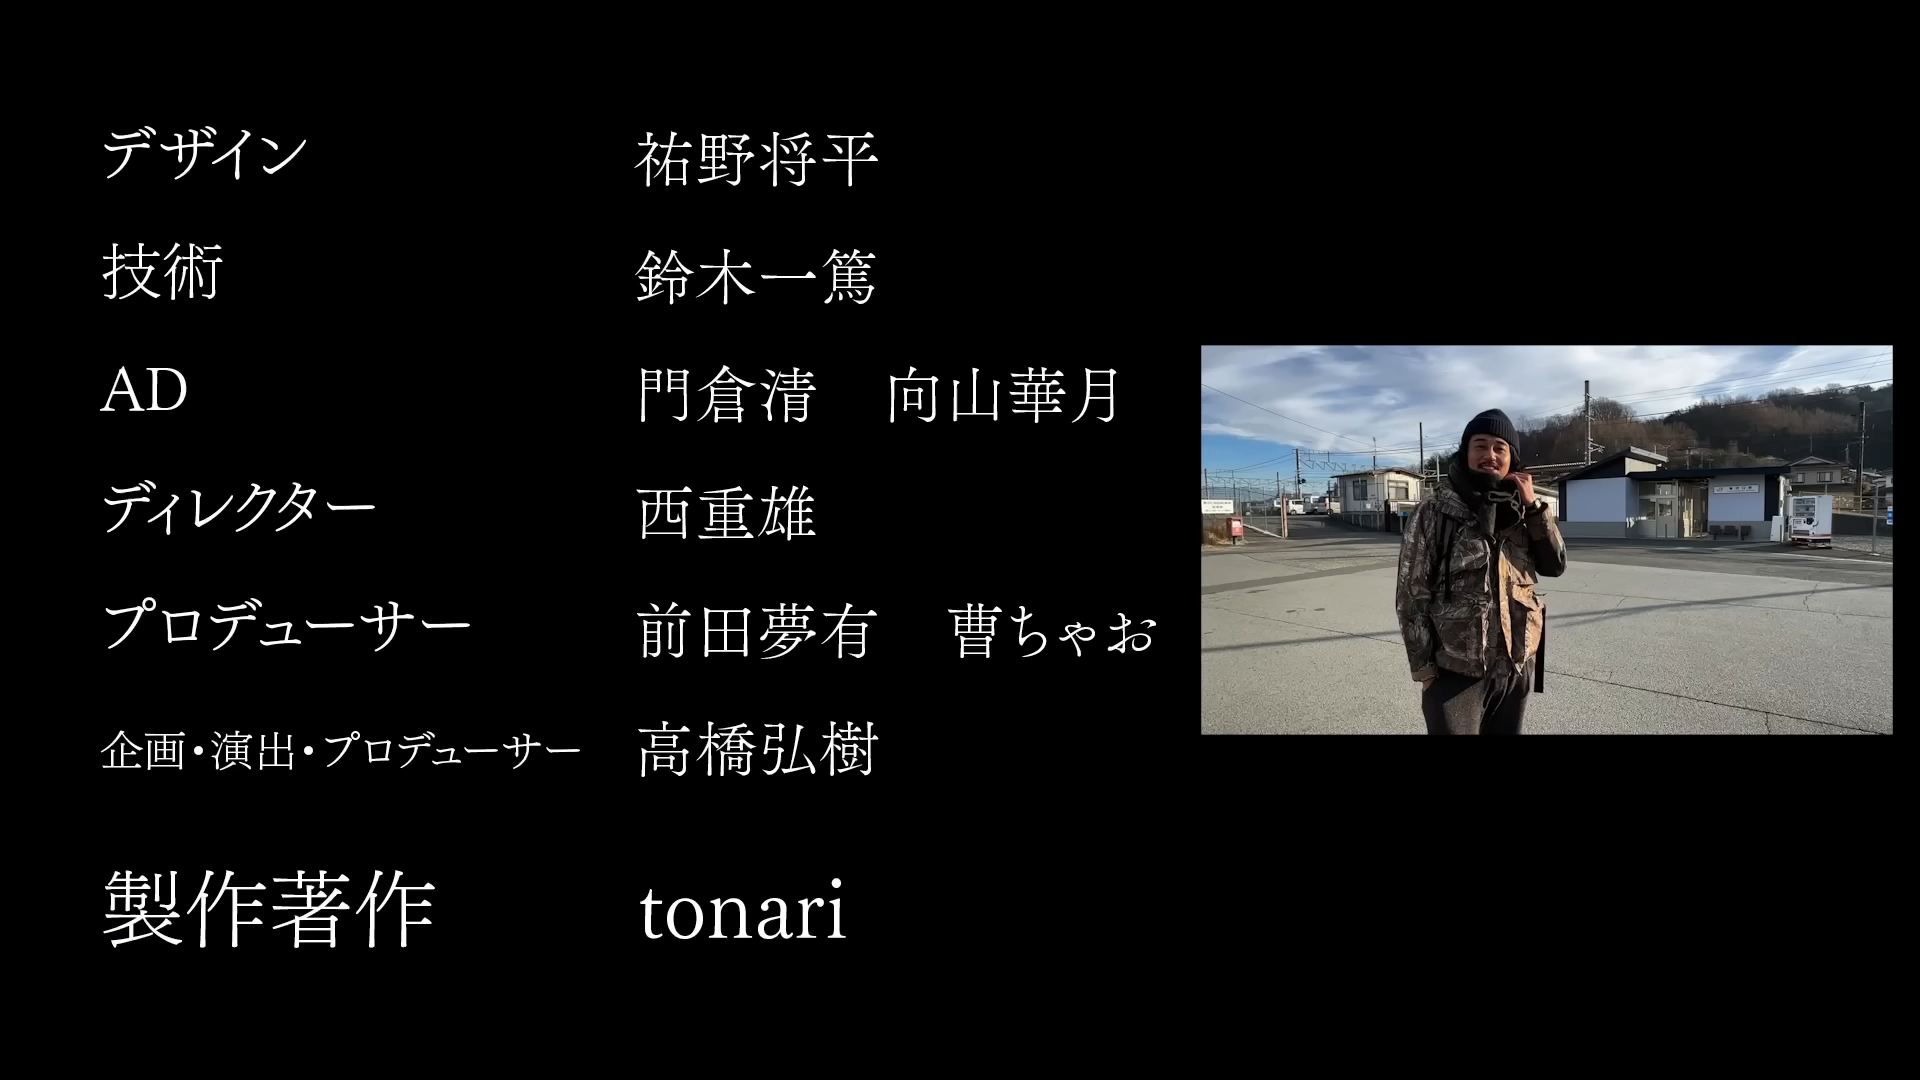 デザイン 祐野将平
技術 鈴木一篤
AD 門倉清 向山華月
ディレクター 西重雄
プロデューサー 前田夢有 曹ちゃお
企画・演出・プロデューサー 高橋弘樹
製作著作 tonari